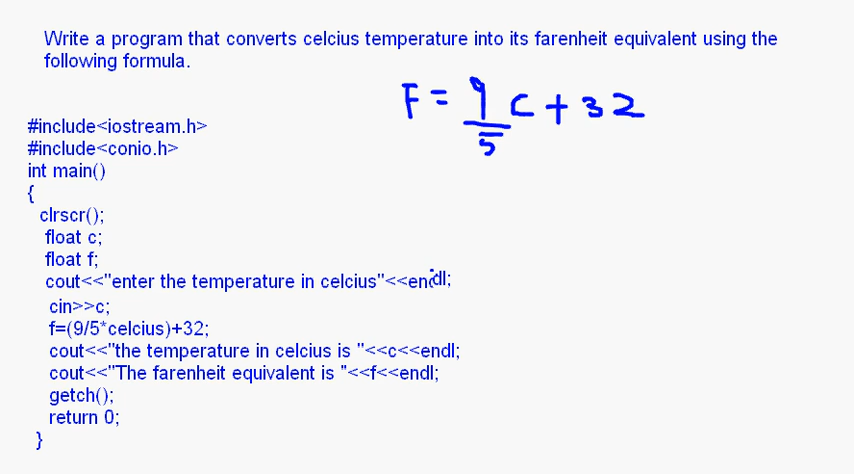 Write a program that converts celcius temperature into its farenheit equivalent using the
following formula.
F = 9/5 C + 32
#include<iostream.h>
#include<conio.h>
int main()
{
clrscr();
float c;
float f;
cout<<"enter the temperature in celcius"<<endl;
cin>>c;
f=(9/5*celcius)+32;
cout<<"the temperature in celcius is "<<c<<endl;
cout<<"The farenheit equivalent is "<<f<<endl;
getch();
return 0;
}